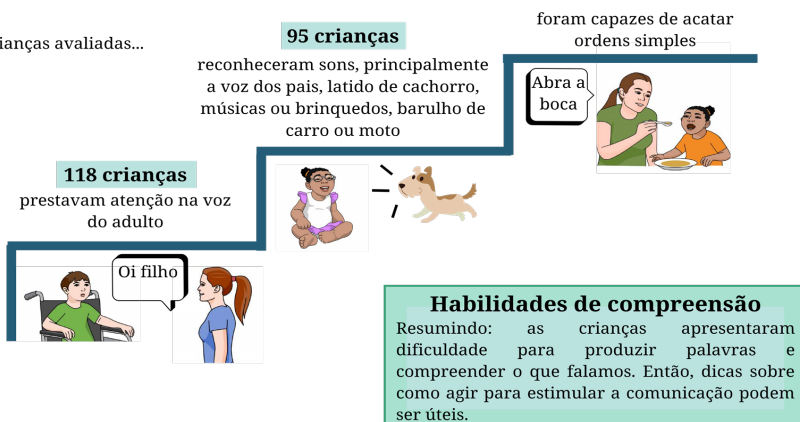 ianças avaliadas...
118 crianças
prestavam atenção na voz
do adulto
Oi filho
95 crianças
reconheceram sons, principalmente
a voz dos pais, latido de cachorro,
músicas ou brinquedos, barulho de
carro ou moto
foram capazes de acatar
ordens simples
Abra a
boca
Habilidades de compreensão
Resumindo: as crianças apresentaram
dificuldade para produzir palavras e
compreender o que falamos. Então, dicas sobre
como agir para estimular a comunicação podem
ser úteis.